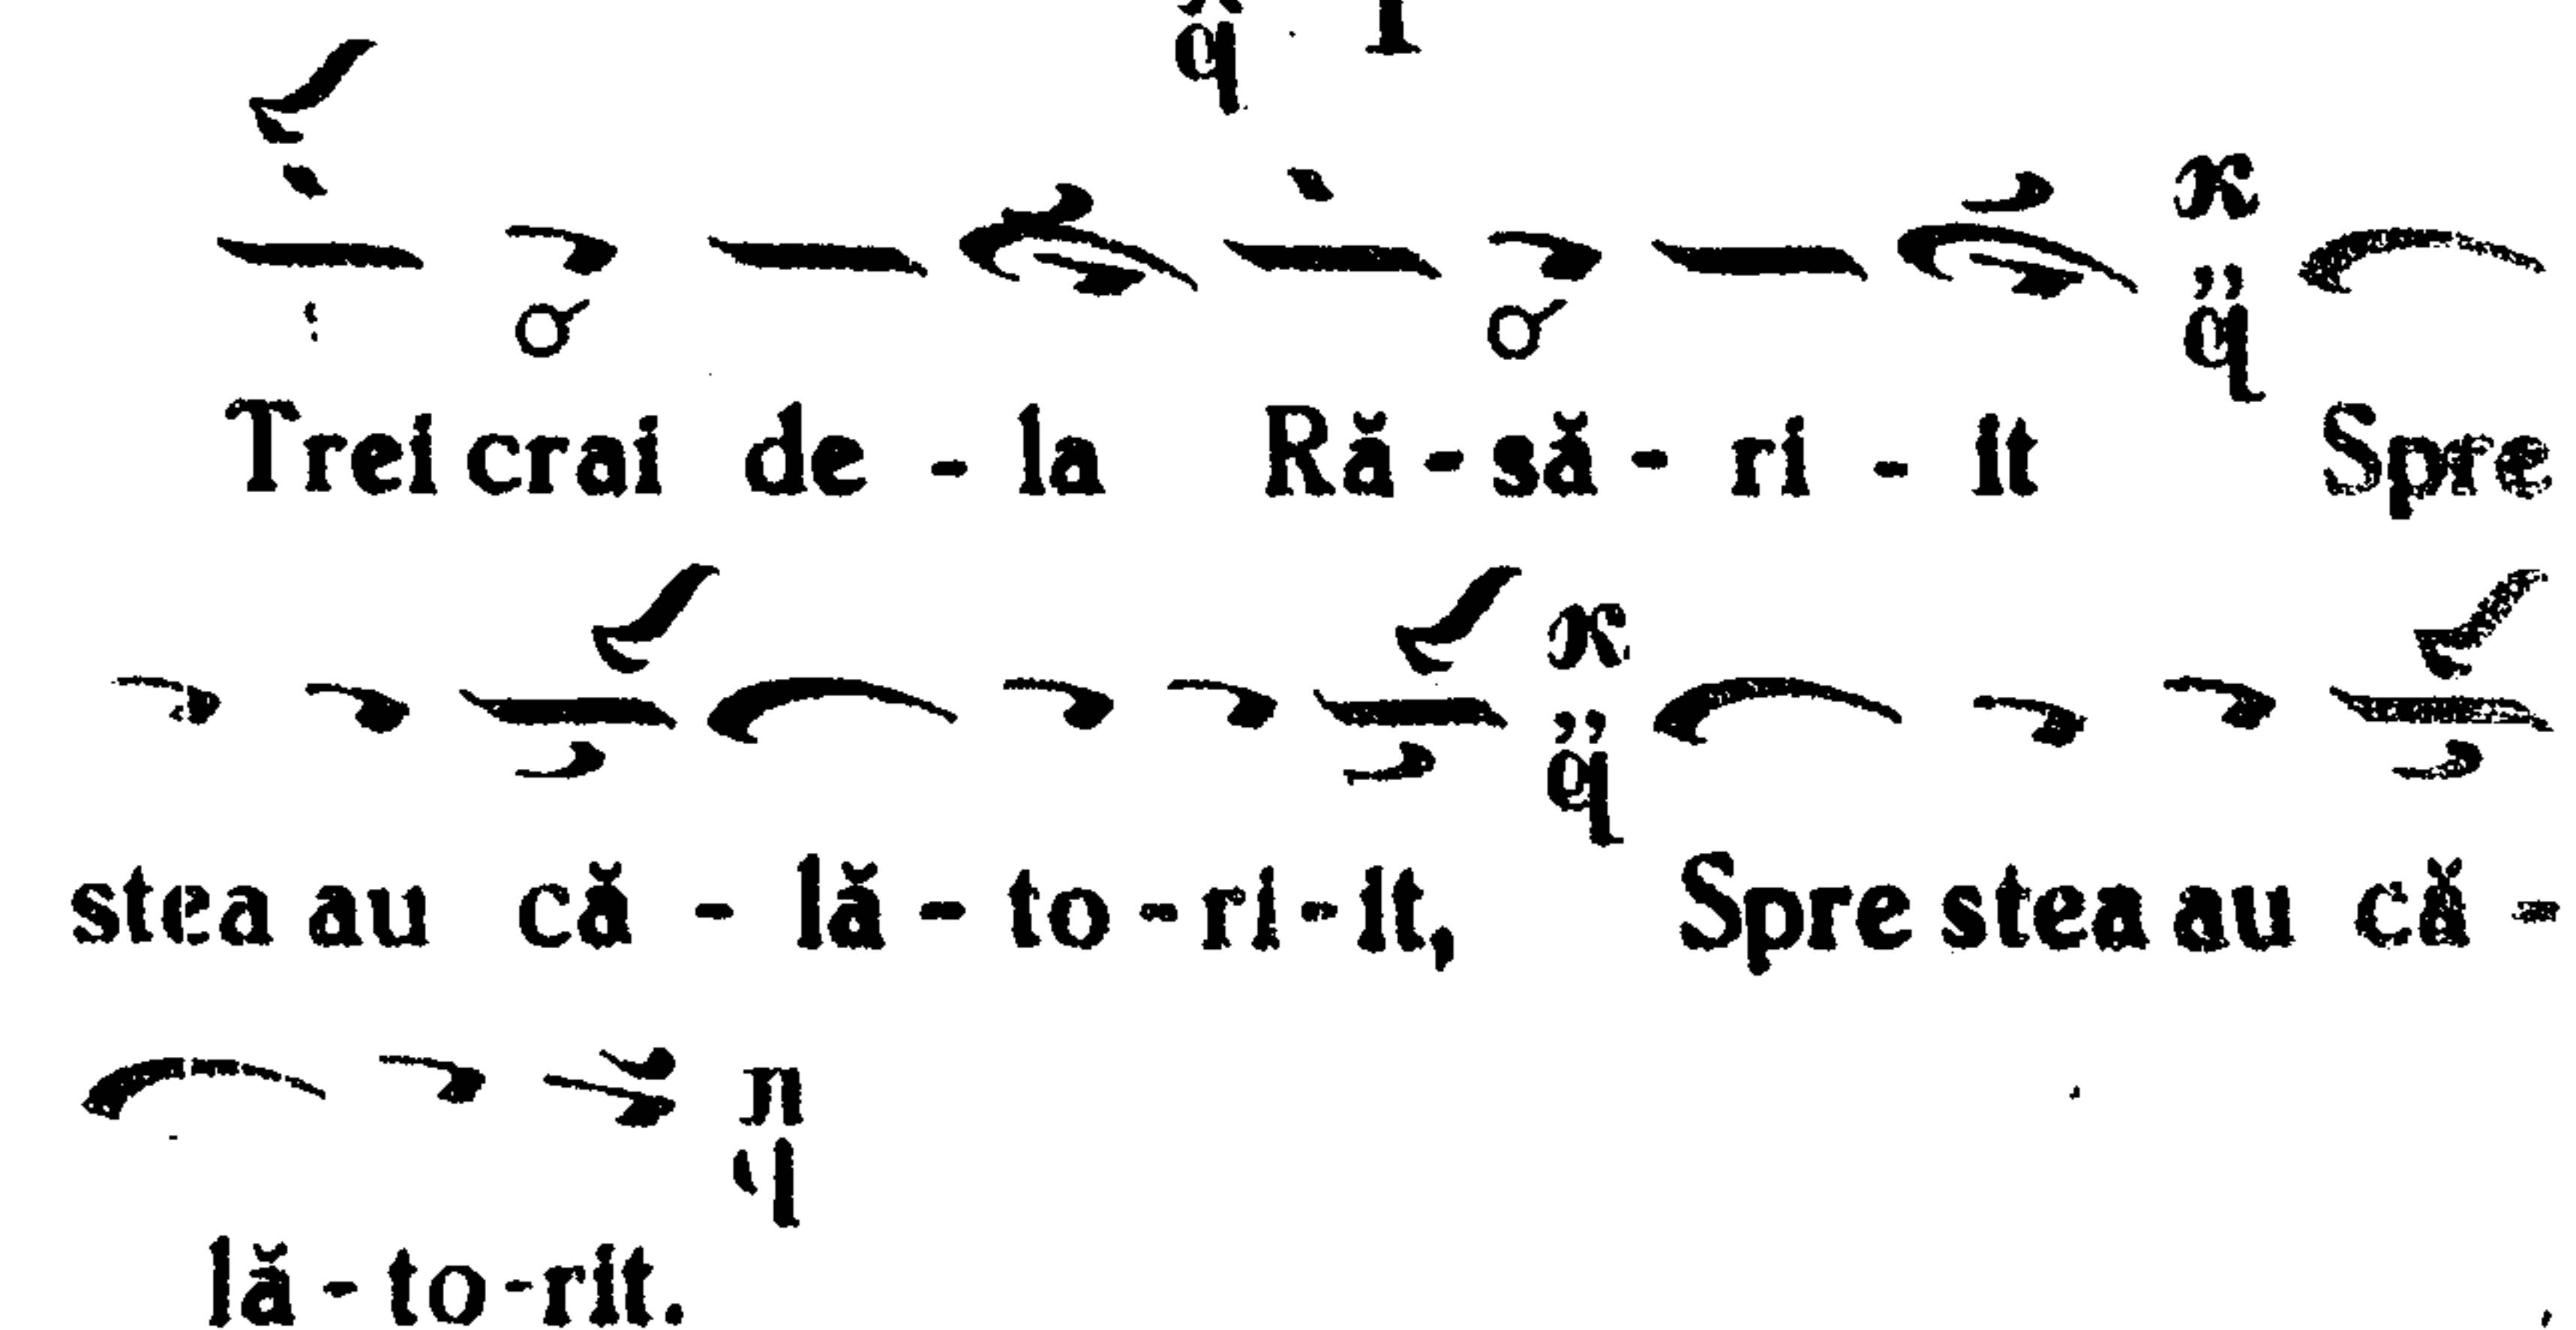 Trei crai de - la Ră - să - ri - it Spre
stea au că - lă - to - ri - it, Spre stea au că -
lă - to - rit.